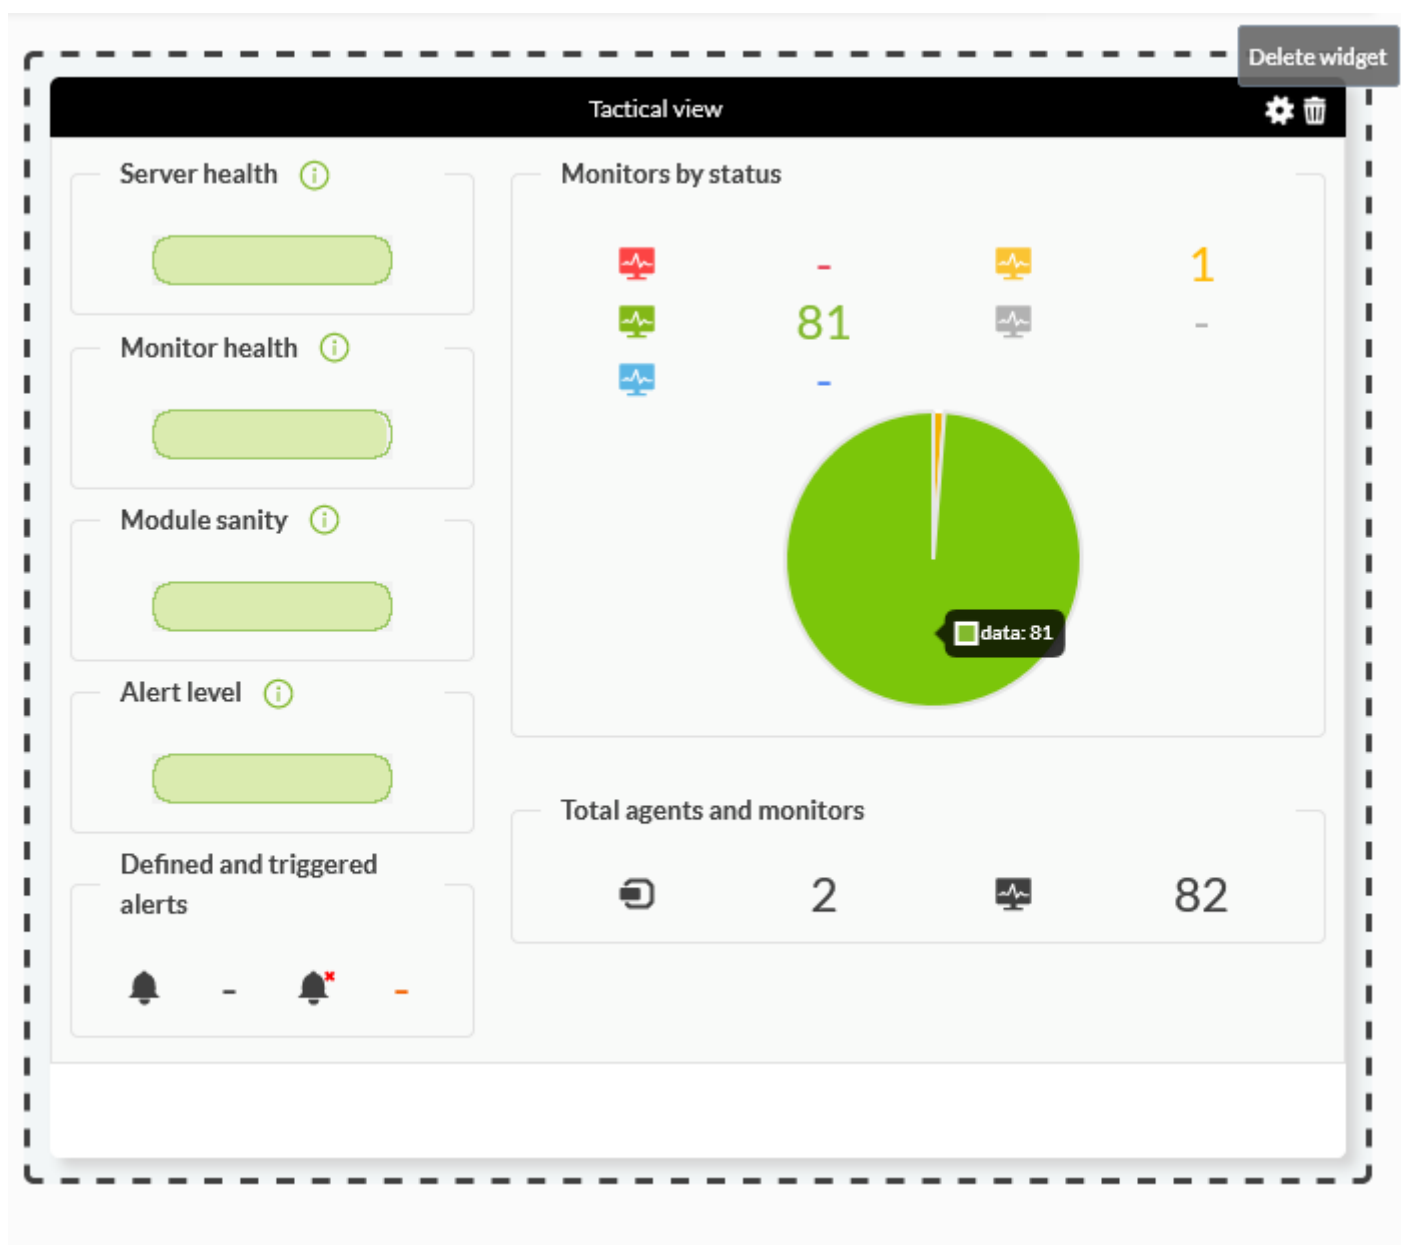 Delete widget
Tactical view
Server health
Monitor health
Module sanity
Alert level
Defined and triggered
alerts
- -
Monitors by status
- 1
81 -
-
data: 81
Total agents and monitors
2 82